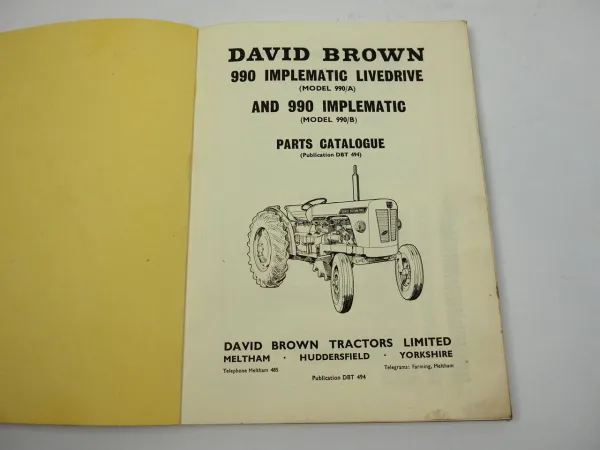 DAVID BROWN
990 IMPLEMATIC LIVEDRIVE
(MODEL 990/A)
AND 990 IMPLEMATIC
(MODEL 990/B)
PARTS CATALOGUE
(Publication DBT 494)
DAVID BROWN TRACTORS LIMITED
MELTHAM · HUDDERSFIELD · YORKSHIRE
Telephone Meltham 485 Telegrams: Farming, Meltham
Publication DBT 494